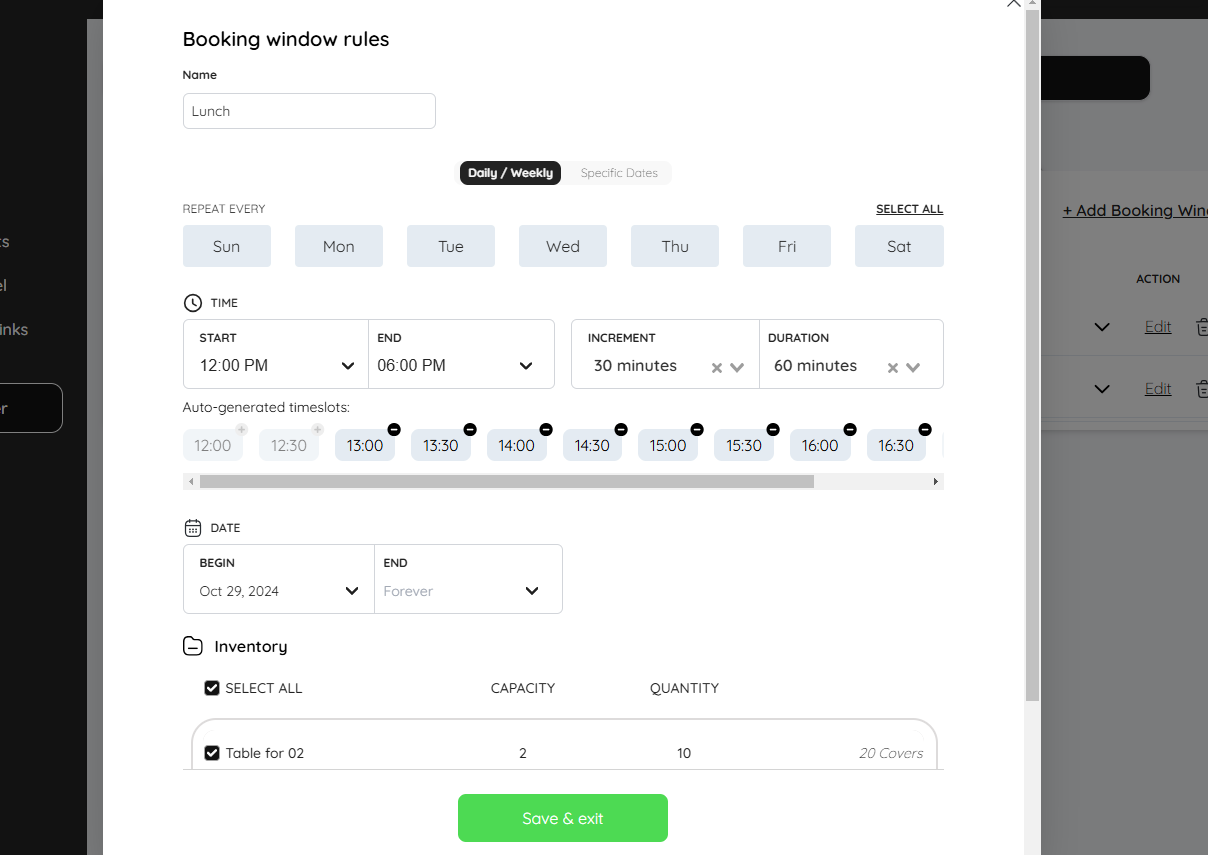 Booking window rules
Name
Lunch
Daily / Weekly Specific Dates
+ Add Booking Win
REPEAT EVERY SELECT ALL
Sun Mon Tue Wed Thu Fri Sat
ts
ACTION
el
TIME
inks
Edit
START END INCREMENT DURATION
12:00 PM 06:00 PM 30 minutes 60 minutes
Edit
er
Auto-generated timeslots:
12:00 12:30 13:00 13:30 14:00 14:30 15:00 15:30 16:00 16:30
DATE
BEGIN END
Oct 29, 2024 Forever
Inventory
SELECT ALL CAPACITY QUANTITY
Table for 02 2 10 20 Covers
Save & exit